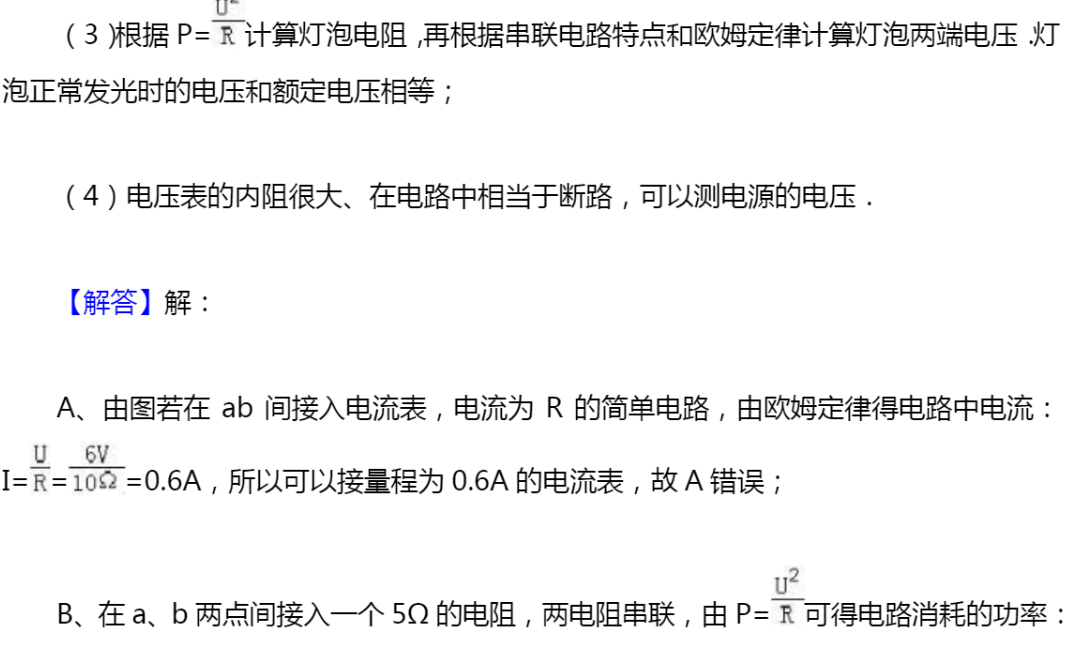 （3）根据 P=U²/R 计算灯泡电阻,再根据串联电路特点和欧姆定律计算灯泡两端电压.灯
泡正常发光时的电压和额定电压相等；
（4）电压表的内阻很大、在电路中相当于断路，可以测电源的电压．
【解答】解：
A、由图若在 ab 间接入电流表，电流为 R 的简单电路，由欧姆定律得电路中电流：
I=U/R=6V/10Ω=0.6A，所以可以接量程为 0.6A 的电流表，故 A 错误；
B、在 a、b 两点间接入一个 5Ω 的电阻，两电阻串联，由 P=U²/R可得电路消耗的功率：